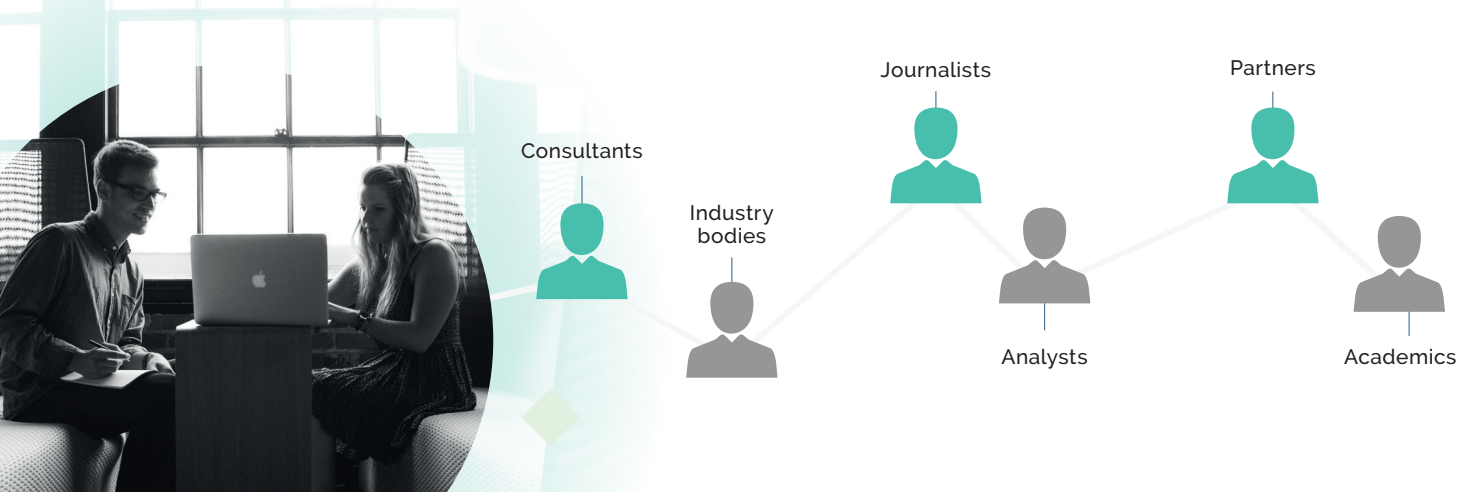 Consultants
Industry
bodies
Journalists
Analysts
Partners
Academics